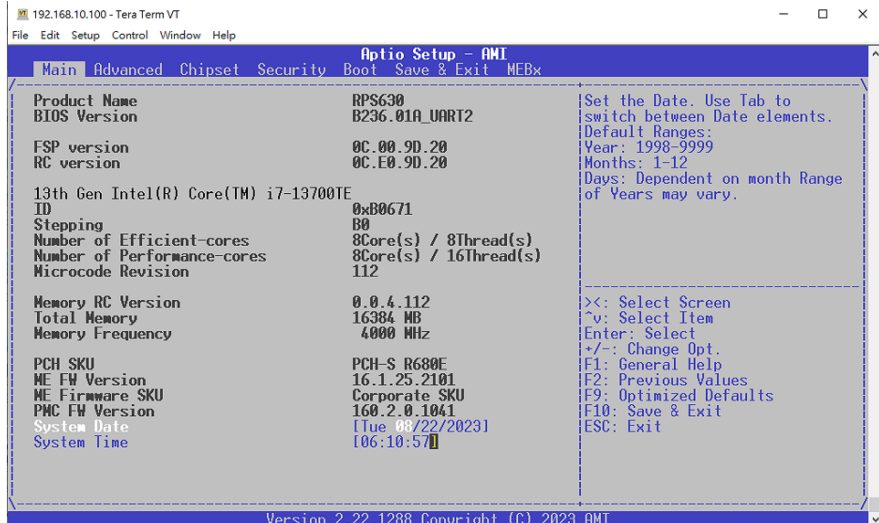 192.168.10.100 - Tera Term VT
File Edit Setup Control Window Help
Aptio Setup - AMI
Main Advanced Chipset Security Boot Save & Exit MEBx
Product Name RPS630
BIOS Version B236.01A_UART2
FSP version 0C.00.9D.20
RC version 0C.E0.9D.20
13th Gen Intel(R) Core(TM) i7-13700TE
ID 0xB0671
Stepping B0
Number of Efficient-cores 8Core(s) / 8Thread(s)
Number of Performance-cores 8Core(s) / 16Thread(s)
Microcode Revision 112
Memory RC Version 0.0.4.112
Total Memory 16384 MB
Memory Frequency 4000 MHz
PCH SKU PCH-S R680E
ME FW Version 16.1.25.2101
ME Firmware SKU Corporate SKU
PMC FW Version 160.2.0.1041
System Date [Tue 08/22/2023]
System Time [06:10:57]
Set the Date. Use Tab to
switch between Date elements.
Default Ranges:
Year: 1998-9999
Months: 1-12
Days: Dependent on month Range
of Years may vary.
><: Select Screen
^v: Select Item
Enter: Select
+/-: Change Opt.
F1: General Help
F2: Previous Values
F9: Optimized Defaults
F10: Save & Exit
ESC: Exit
Version 2.22.1288 Copyright (C) 2023 AMI